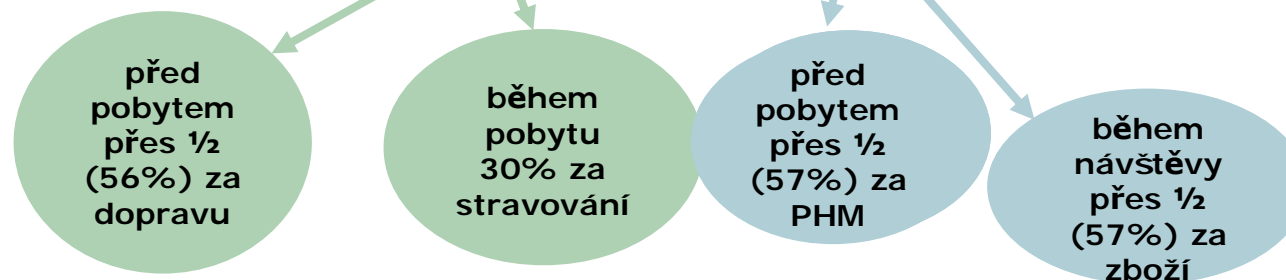 před
pobytem
přes ½
(56%) za
dopravu
během
pobytu
30% za
stravování
před
pobytem
přes ½
(57%) za
PHM
během
návštěvy
přes ½
(57%) za
zboží